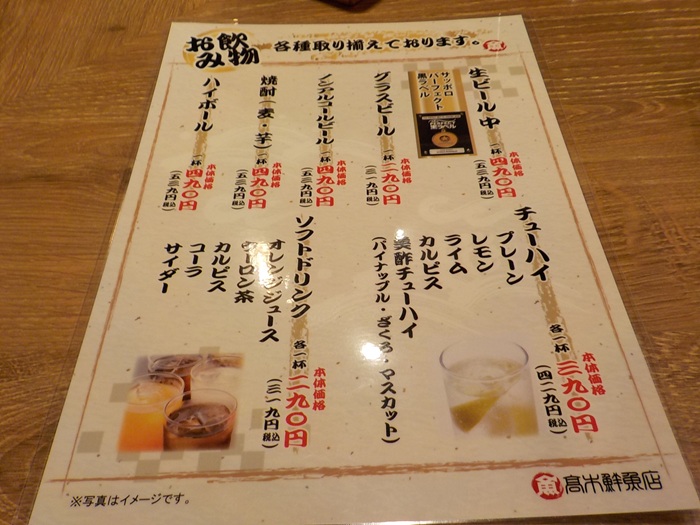 お飲み物
各種取り揃えております。
魚
生ビール 中
一杯 本体価格 四九〇円
(五三九円税込)
サッポロ
パーフェクト
黒ラベル
グラスビール
一杯 本体価格 二九〇円
(三一九円税込)
ノンアルコールビール
一杯 本体価格 四九〇円
(五三九円税込)
焼酎(麦・芋)
一杯 本体価格 四九〇円
(五三九円税込)
ハイボール
一杯 本体価格 四九〇円
(五三九円税込)
チューハイ
各一杯 本体価格 三九〇円
(四二九円税込)
プレーン
レモン
ライム
カルピス
美酢チューハイ
(パイナップル・ざくろ・マスカット)
ソフトドリンク
各一杯 本体価格 二九〇円
(三一九円税込)
オレンジジュース
ウーロン茶
カルピス
コーラ
サイダー
※写真はイメージです。
魚 髙木鮮魚店